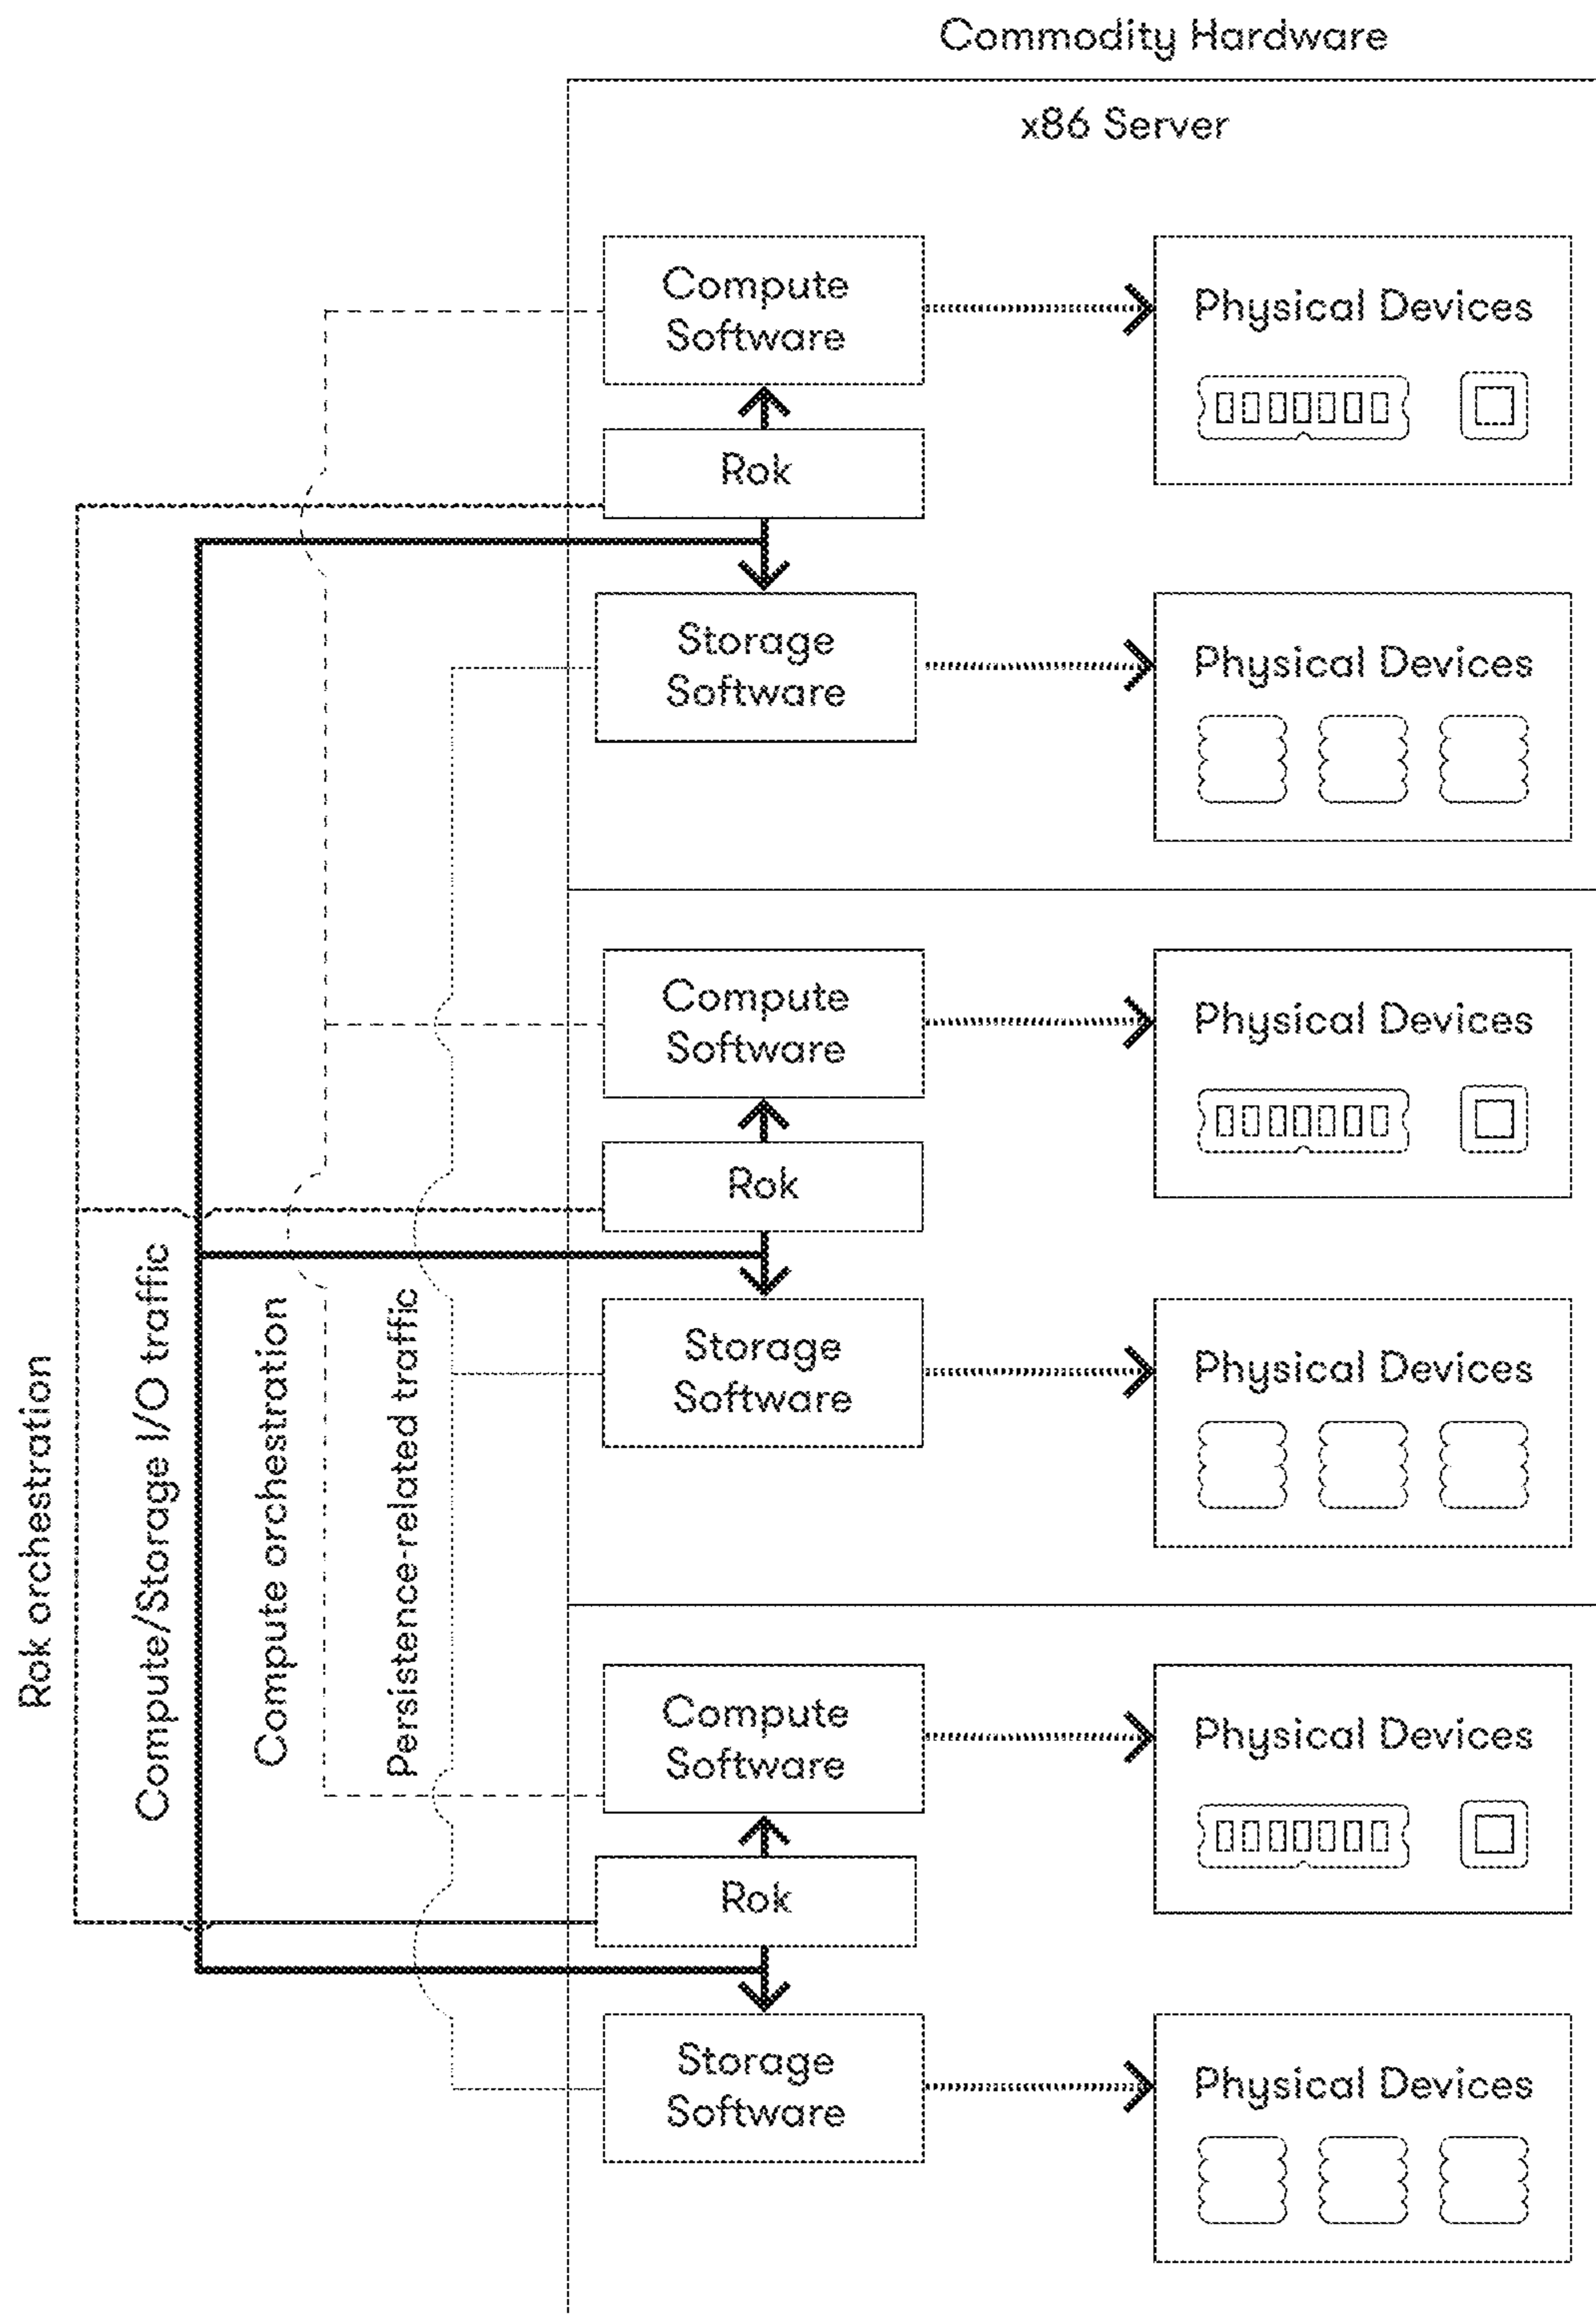 Commodity Hardware
x86 Server
Compute
Software
Physical Devices
Rok
Storage
Software
Physical Devices
Compute
Software
Physical Devices
Rok
Storage
Software
Physical Devices
Rok orchestration
Compute/Storage I/O traffic
Compute orchestration
Persistence-related traffic
Compute
Software
Physical Devices
Rok
Storage
Software
Physical Devices